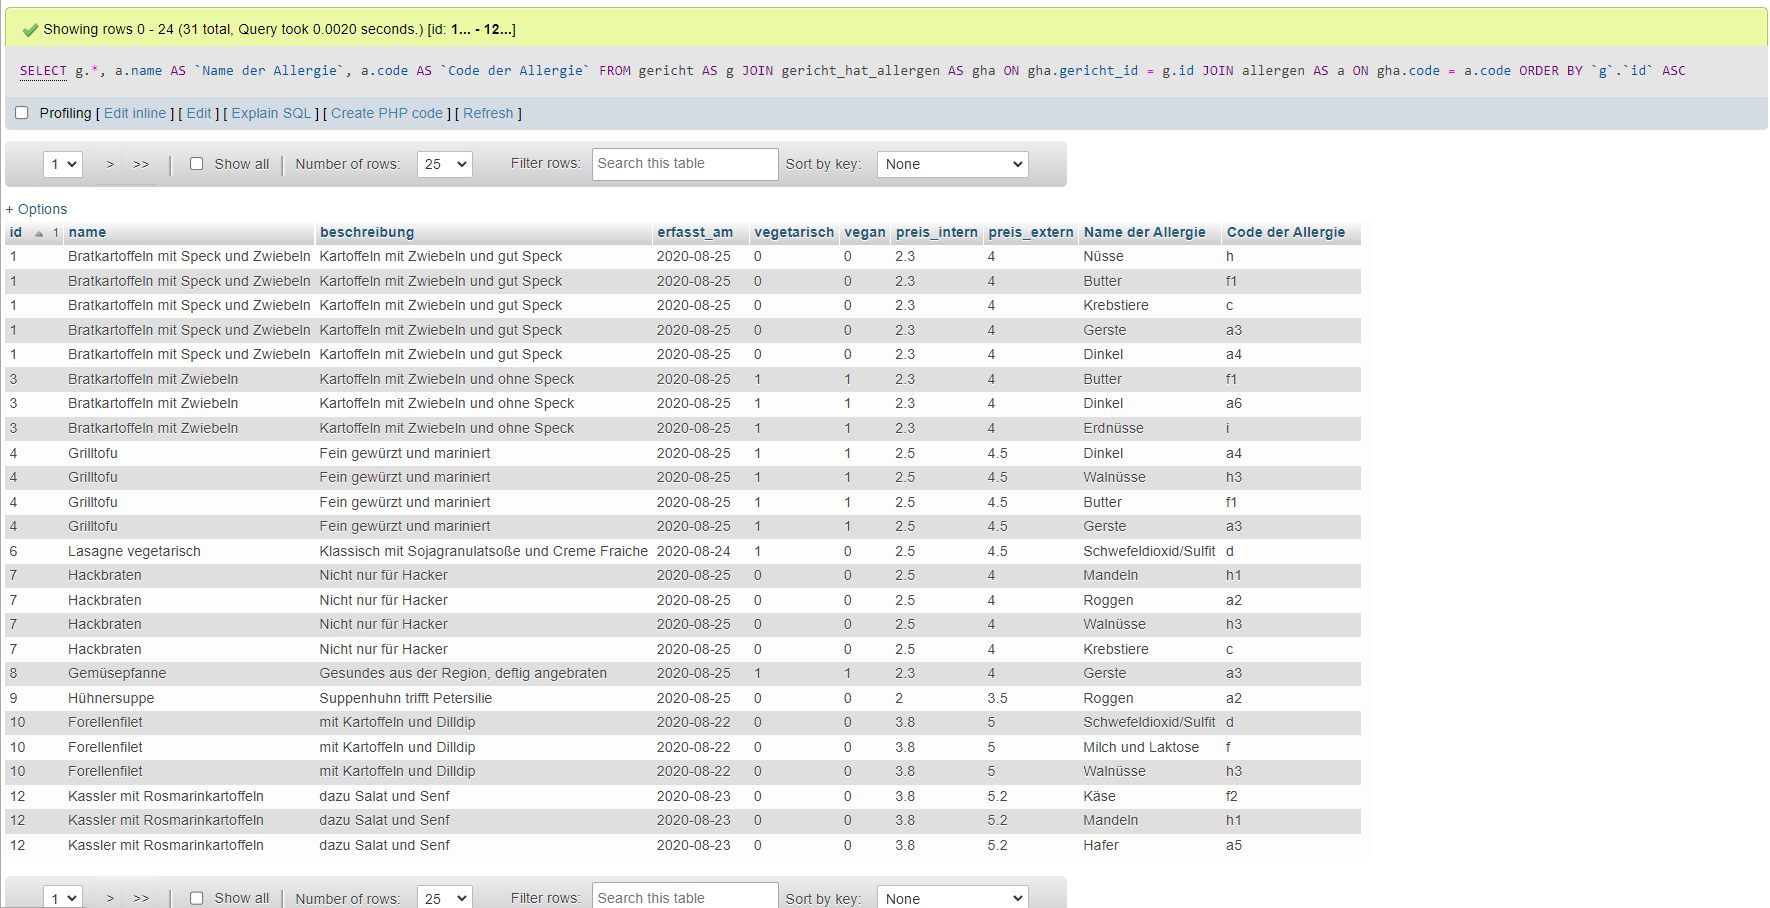 Showing rows 0 - 24 (31 total, Query took 0.0020 seconds.) [id: 1... - 12...]
SELECT g.*, a.name AS `Name der Allergie`, a.code AS `Code der Allergie` FROM gericht AS g JOIN gericht_hat_allergen AS gha ON gha.gericht_id = g.id JOIN allergen AS a ON gha.code = a.code ORDER BY `g`.`id` ASC
Profiling [ Edit inline ] [ Edit ] [ Explain SQL ] [ Create PHP code ] [ Refresh ]
1 > >> | Show all | Number of rows: 25 Filter rows: Search this table Sort by key: None
+ Options
id 1 name beschreibung erfasst_am vegetarisch vegan preis_intern preis_extern Name der Allergie Code der Allergie
1 Bratkartoffeln mit Speck und Zwiebeln Kartoffeln mit Zwiebeln und gut Speck 2020-08-25 0 0 2.3 4 Nüsse h
1 Bratkartoffeln mit Speck und Zwiebeln Kartoffeln mit Zwiebeln und gut Speck 2020-08-25 0 0 2.3 4 Butter f1
1 Bratkartoffeln mit Speck und Zwiebeln Kartoffeln mit Zwiebeln und gut Speck 2020-08-25 0 0 2.3 4 Krebstiere c
1 Bratkartoffeln mit Speck und Zwiebeln Kartoffeln mit Zwiebeln und gut Speck 2020-08-25 0 0 2.3 4 Gerste a3
1 Bratkartoffeln mit Speck und Zwiebeln Kartoffeln mit Zwiebeln und gut Speck 2020-08-25 0 0 2.3 4 Dinkel a4
3 Bratkartoffeln mit Zwiebeln Kartoffeln mit Zwiebeln und ohne Speck 2020-08-25 1 1 2.3 4 Butter f1
3 Bratkartoffeln mit Zwiebeln Kartoffeln mit Zwiebeln und ohne Speck 2020-08-25 1 1 2.3 4 Dinkel a6
3 Bratkartoffeln mit Zwiebeln Kartoffeln mit Zwiebeln und ohne Speck 2020-08-25 1 1 2.3 4 Erdnüsse i
4 Grilltofu Fein gewürzt und mariniert 2020-08-25 1 1 2.5 4.5 Dinkel a4
4 Grilltofu Fein gewürzt und mariniert 2020-08-25 1 1 2.5 4.5 Walnüsse h3
4 Grilltofu Fein gewürzt und mariniert 2020-08-25 1 1 2.5 4.5 Butter f1
4 Grilltofu Fein gewürzt und mariniert 2020-08-25 1 1 2.5 4.5 Gerste a3
6 Lasagne vegetarisch Klassisch mit Sojagranulatsoße und Creme Fraiche 2020-08-24 1 0 2.5 4.5 Schwefeldioxid/Sulfit d
7 Hackbraten Nicht nur für Hacker 2020-08-25 0 0 2.5 4 Mandeln h1
7 Hackbraten Nicht nur für Hacker 2020-08-25 0 0 2.5 4 Roggen a2
7 Hackbraten Nicht nur für Hacker 2020-08-25 0 0 2.5 4 Walnüsse h3
7 Hackbraten Nicht nur für Hacker 2020-08-25 0 0 2.5 4 Krebstiere c
8 Gemüsepfanne Gesundes aus der Region, deftig angebraten 2020-08-25 1 1 2.3 4 Gerste a3
9 Hühnersuppe Suppenhuhn trifft Petersilie 2020-08-25 0 0 2 3.5 Roggen a2
10 Forellenfilet mit Kartoffeln und Dilldip 2020-08-22 0 0 3.8 5 Schwefeldioxid/Sulfit d
10 Forellenfilet mit Kartoffeln und Dilldip 2020-08-22 0 0 3.8 5 Milch und Laktose f
10 Forellenfilet mit Kartoffeln und Dilldip 2020-08-22 0 0 3.8 5 Walnüsse h3
12 Kassler mit Rosmarinkartoffeln dazu Salat und Senf 2020-08-23 0 0 3.8 5.2 Käse f2
12 Kassler mit Rosmarinkartoffeln dazu Salat und Senf 2020-08-23 0 0 3.8 5.2 Mandeln h1
12 Kassler mit Rosmarinkartoffeln dazu Salat und Senf 2020-08-23 0 0 3.8 5.2 Hafer a5
1 > >> | Show all | Number of rows: 25 Filter rows: Search this table Sort by key: None